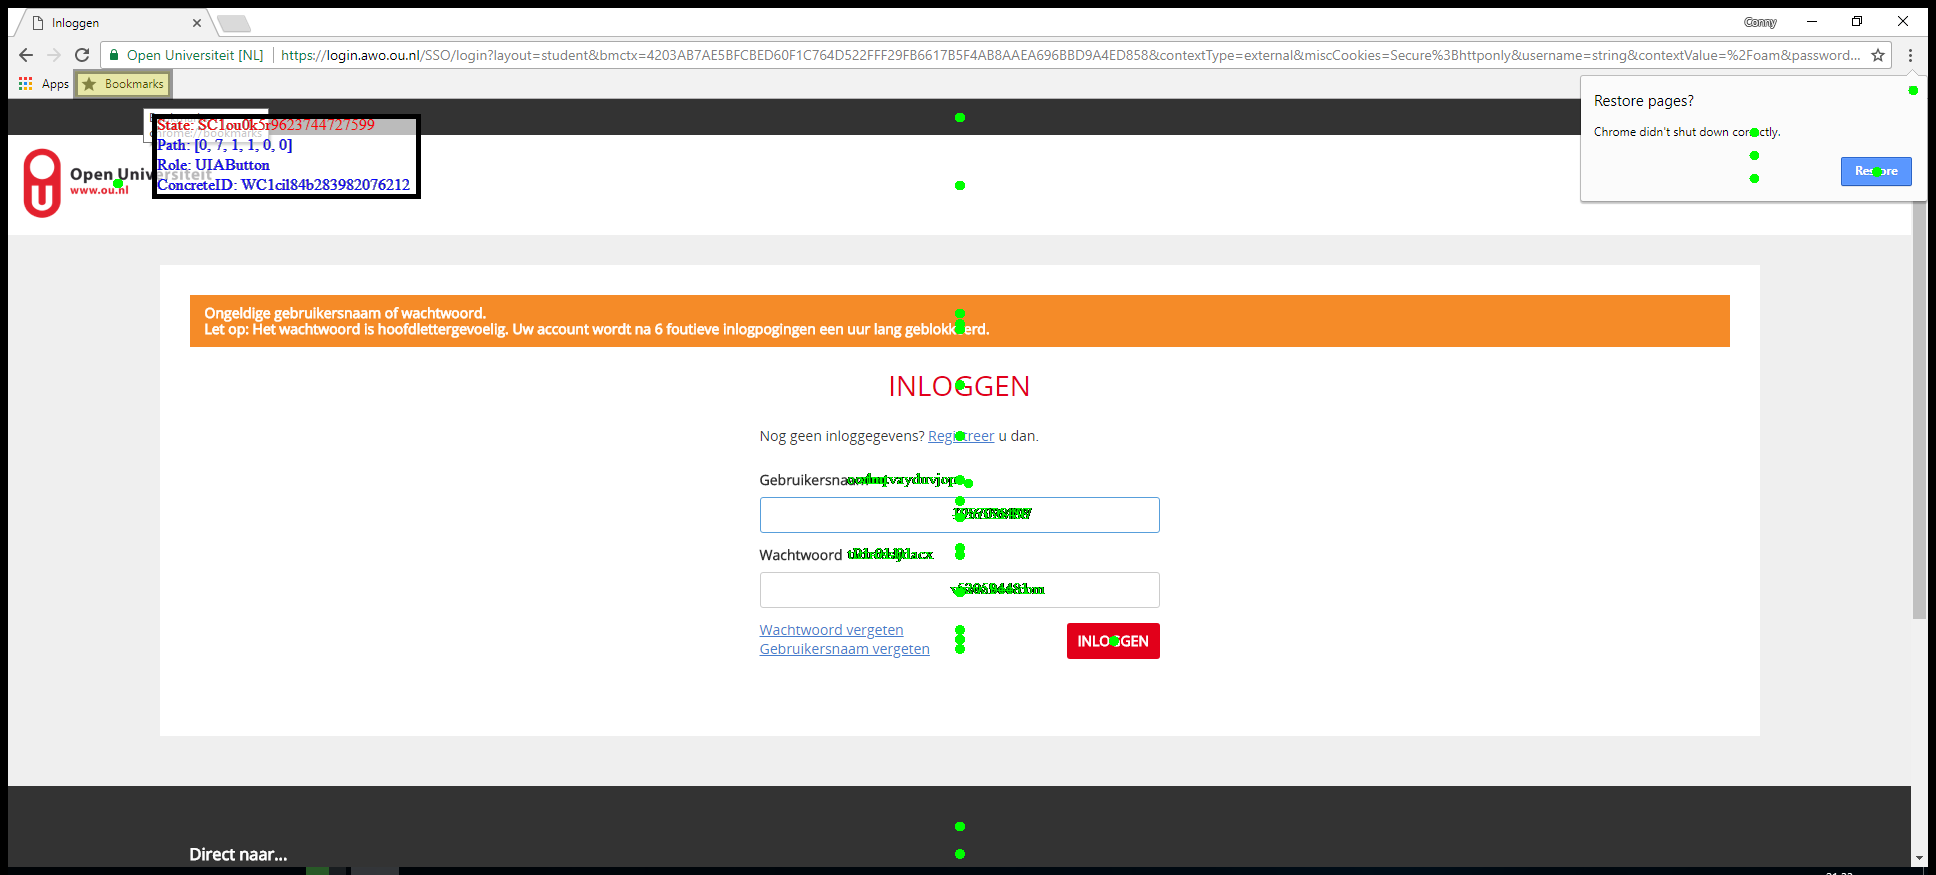 Inloggen
Conny
Open Universiteit [NL]
https://login.awo.ou.nl/SSO/login?layout=student&bmctx=4203AB7AE5BFCBED60F1C764D522FFF29FB6617B5F4AB8AAEA696BBD9A4ED858&contextType=external&miscCookies=Secure%3Bhttponly&username=string&contextValue=%2Foam&password...
Apps
Bookmarks
Restore pages?
Chrome didn't shut down correctly.
Restore
chrome://bookmarks
State: SC1ou0k5r9623744727599
Path: [0, 7, 1, 1, 0, 0]
Role: UIAButton
ConcreteID: WC1cil84b283982076212
Open Universiteit
www.ou.nl
Ongeldige gebruikersnaam of wachtwoord.
Let op: Het wachtwoord is hoofdlettergevoelig. Uw account wordt na 6 foutieve inlogpogingen een uur lang geblokkeerd.
INLOGGEN
Nog geen inloggegevens? Registreer u dan.
Gebruikersnaam
Wachtwoord
Wachtwoord vergeten
Gebruikersnaam vergeten
INLOGGEN
Direct naar...